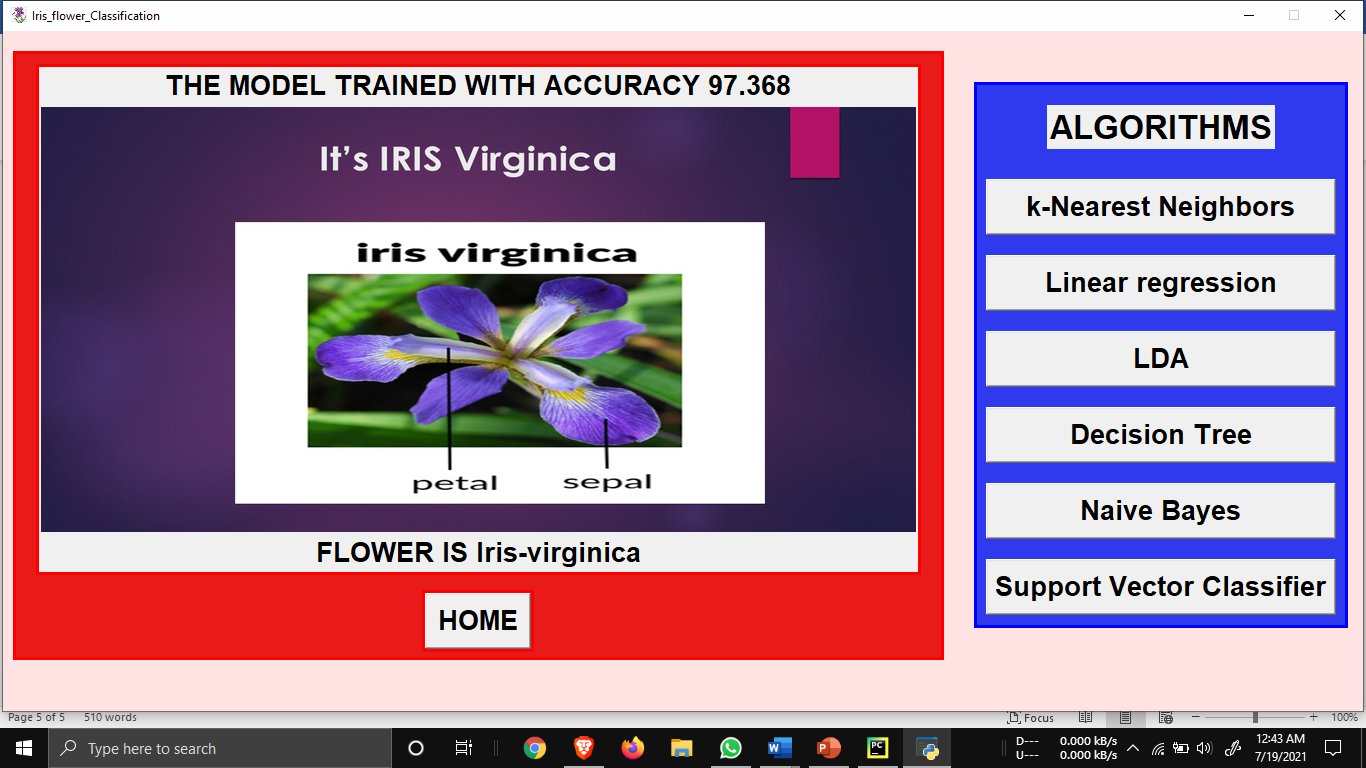 Iris_flower_Classification
THE MODEL TRAINED WITH ACCURACY 97.368
It’s IRIS Virginica
iris virginica
petal
sepal
FLOWER IS Iris-virginica
HOME
ALGORITHMS
k-Nearest Neighbors
Linear regression
LDA
Decision Tree
Naive Bayes
Support Vector Classifier
Page 5 of 5 510 words
Focus
100%
Type here to search
D--- 0.000 kB/s
U--- 0.000 kB/s
12:43 AM
7/19/2021